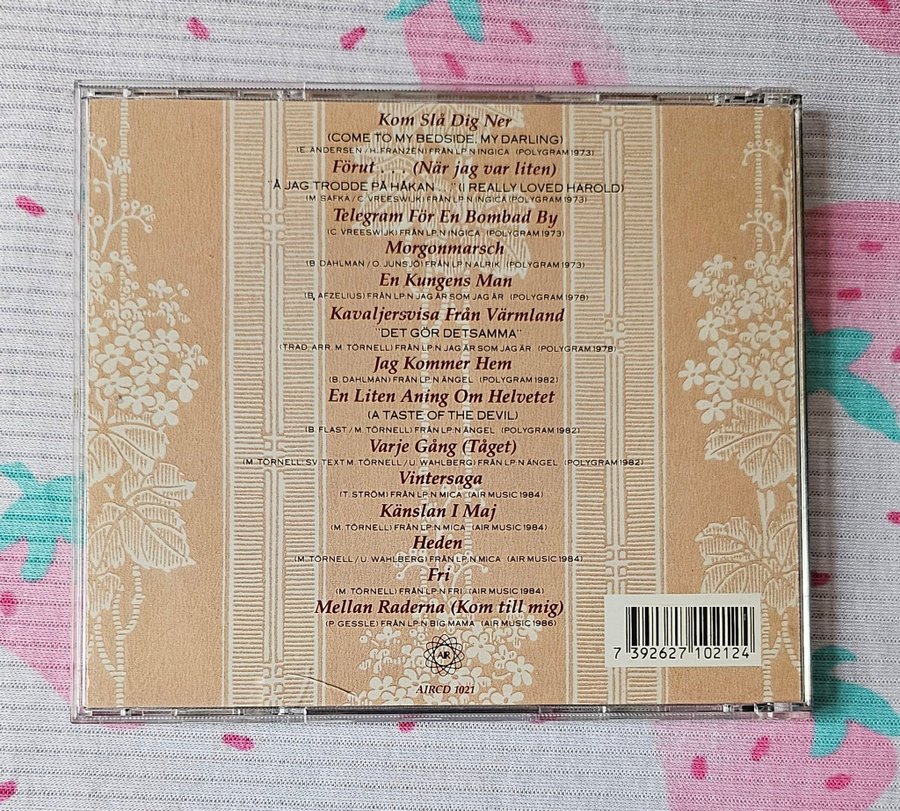 Kom Slå Dig Ner
(COME TO MY BEDSIDE, MY DARLING)
(E. ANDERSEN / H. FRANZÉN) FRÅN LP:N INGICA (POLYGRAM 1973)
Förut . . . (När jag var liten)
"Å JAG TRODDE PÅ HÅKAN . . ." (I REALLY LOVED HAROLD)
(M. SAFKA / C. VREESWIJK) FRÅN LP:N INGICA (POLYGRAM 1973)
Telegram För En Bombad By
(C. VREESWIJK) FRÅN LP:N INGICA (POLYGRAM 1973)
Morgonmarsch
(B. DAHLMAN / O. JUNSJÖ) FRÅN LP:N ALRIK (POLYGRAM 1973)
En Kungens Man
(B. AFZELIUS) FRÅN LP:N JAG ÄR SOM JAG ÄR (POLYGRAM 1978)
Kavaljersvisa Från Värmland
"DET GÖR DETSAMMA"
(TRAD. ARR. M. TÖRNELL) FRÅN LP:N JAG ÄR SOM JAG ÄR (POLYGRAM 1978)
Jag Kommer Hem
(B. DAHLMAN) FRÅN LP:N ÄNGEL (POLYGRAM 1982)
En Liten Aning Om Helvetet
(A TASTE OF THE DEVIL)
(B. FLAST / M. TÖRNELL) FRÅN LP:N ÄNGEL (POLYGRAM 1982)
Varje Gång (Tåget)
(M. TÖRNELL: SV TEXT M. TÖRNELL / U. WAHLBERG) FRÅN LP:N ÄNGEL (POLYGRAM 1982)
Vintersaga
(T. STRÖM) FRÅN LP:N MICA (AIR MUSIC 1984)
Känslan I Maj
(M. TÖRNELL) FRÅN LP:N MICA (AIR MUSIC 1984)
Heden
(M. TÖRNELL / U. WAHLBERG) FRÅN LP:N MICA (AIR MUSIC 1984)
Fri
(M. TÖRNELL) FRÅN LP:N FRI (AIR MUSIC 1984)
Mellan Raderna (Kom till mig)
(P. GESSLE) FRÅN LP:N BIG MAMA (AIR MUSIC 1986)
AIR
AIRCD 1021
7 392627 102124